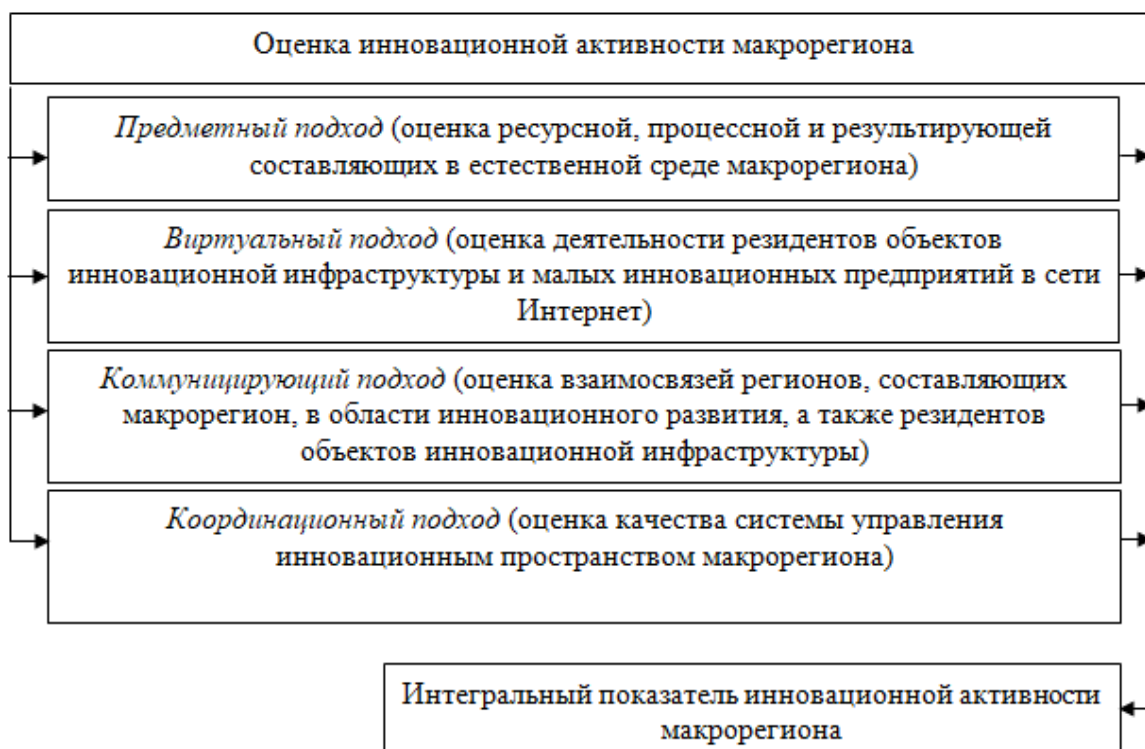 Оценка инновационной активности макрорегиона
Предметный подход (оценка ресурсной, процессной и результирующей
составляющих в естественной среде макрорегиона)
Виртуальный подход (оценка деятельности резидентов объектов
инновационной инфраструктуры и малых инновационных предприятий в сети
Интернет)
Коммуницирующий подход (оценка взаимосвязей регионов, составляющих
макрорегион, в области инновационного развития, а также резидентов
объектов инновационной инфраструктуры)
Координационный подход (оценка качества системы управления
инновационным пространством макрорегиона)
Интегральный показатель инновационной активности
макрорегиона